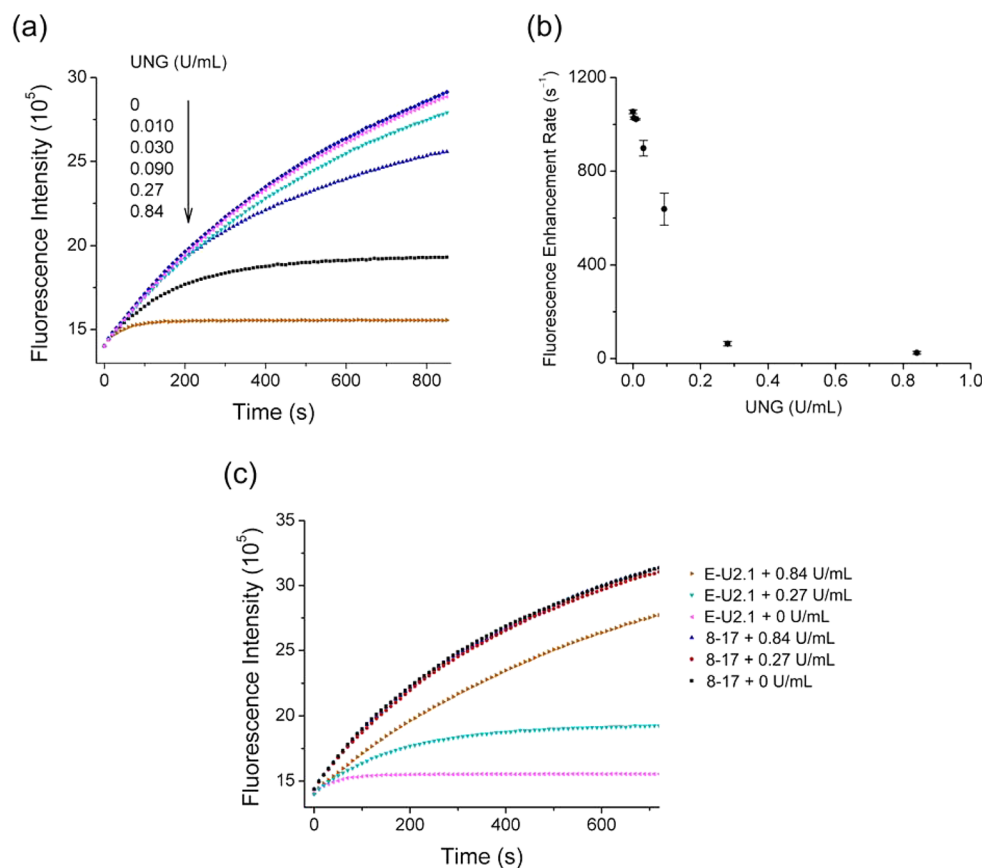 (a)
UNG (U/mL)
0
0.010
0.030
0.090
0.27
0.84
30
25
20
15
0 200 400 600 800
Fluorescence Intensity (10⁵)
Time (s)
(b)
1200
800
400
0
0.0 0.2 0.4 0.6 0.8 1.0
Fluorescence Enhancement Rate (s⁻¹)
UNG (U/mL)
(c)
35
30
25
20
15
0 200 400 600
Fluorescence Intensity (10⁵)
Time (s)
E-U2.1 + 0.84 U/mL
E-U2.1 + 0.27 U/mL
E-U2.1 + 0 U/mL
8-17 + 0.84 U/mL
8-17 + 0.27 U/mL
8-17 + 0 U/mL